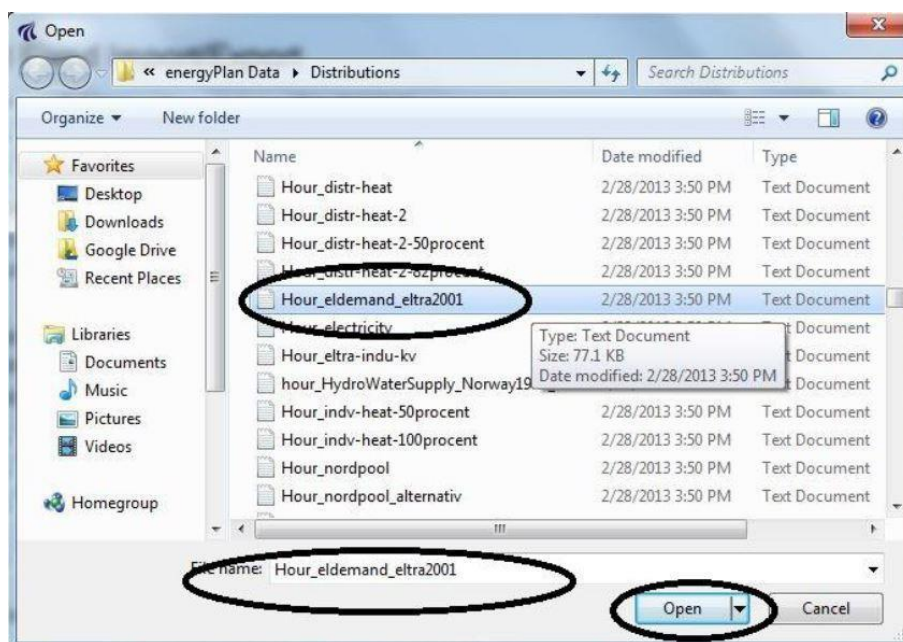 Open
« energyPlan Data ▸ Distributions
Search Distributions
Organize
New folder
Name
Date modified
Type
Favorites
Desktop
Downloads
Google Drive
Recent Places
Libraries
Documents
Music
Pictures
Videos
Homegroup
Hour_distr-heat 2/28/2013 3:50 PM Text Document
Hour_distr-heat-2 2/28/2013 3:50 PM Text Document
Hour_distr-heat-2-50procent 2/28/2013 3:50 PM Text Document
Hour_distr-heat-2-82procent 2/28/2013 3:50 PM Text Document
Hour_eldemand_eltra2001 2/28/2013 3:50 PM Text Document
Hour_electricity
Hour_eltra-indu-kv
hour_HydroWaterSupply_Norway19
Hour_indv-heat-50procent 2/28/2013 3:50 PM Text Document
Hour_indv-heat-100procent 2/28/2013 3:50 PM Text Document
Hour_nordpool 2/28/2013 3:50 PM Text Document
Hour_nordpool_alternativ 2/28/2013 3:50 PM Text Document
Type: Text Document
Size: 77.1 KB
Date modified: 2/28/2013 3:50 PM
File name: Hour_eldemand_eltra2001
Open
Cancel